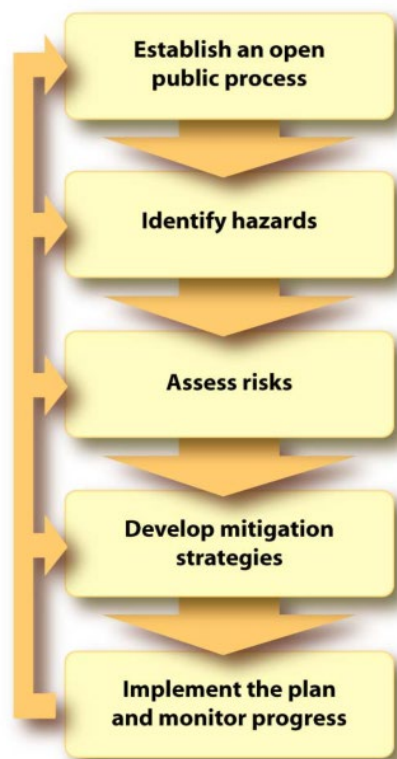 Establish an open
public process
Identify hazards
Assess risks
Develop mitigation
strategies
Implement the plan
and monitor progress